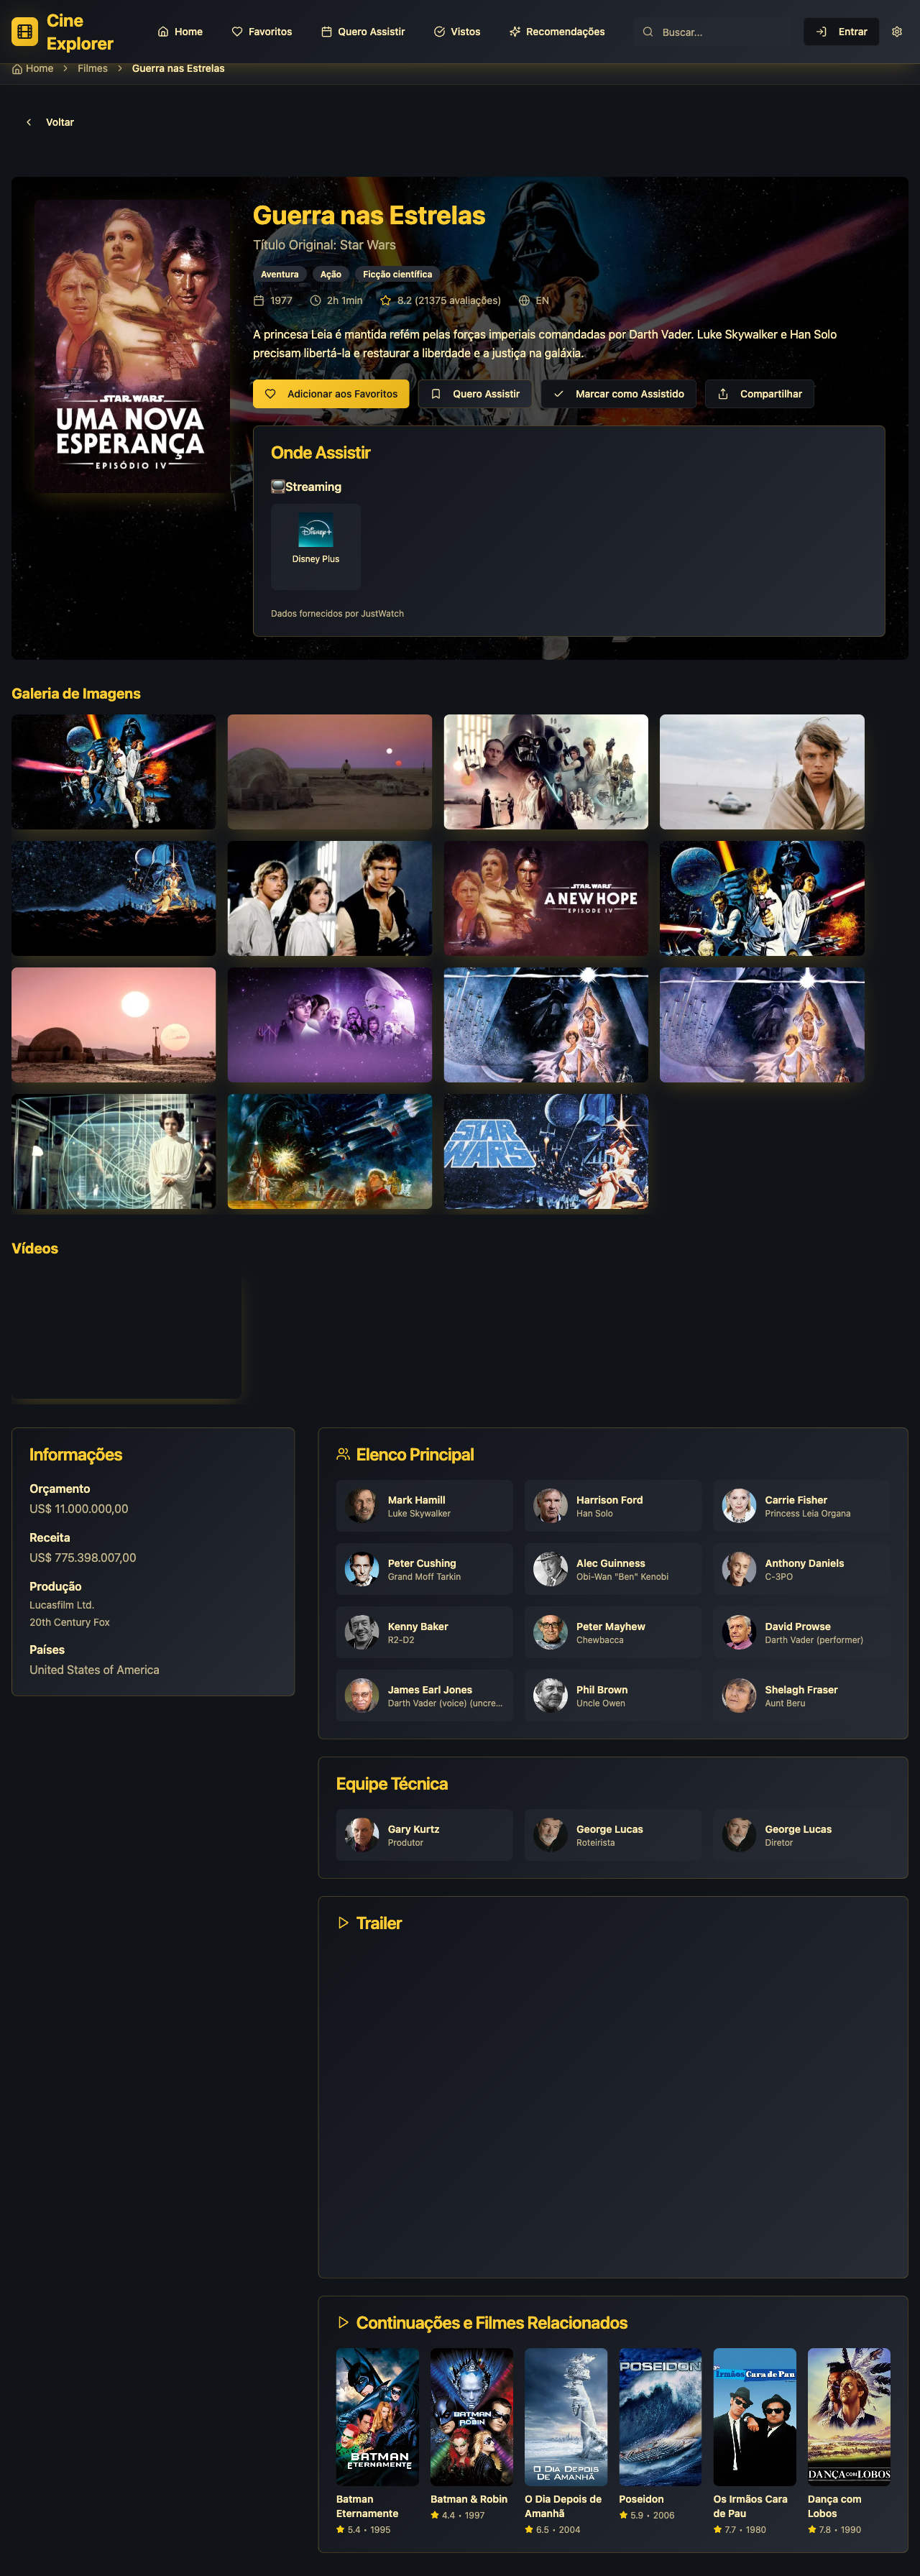 Cine
Explorer
Home
Favoritos
Quero Assistir
Vistos
Recomendações
Buscar...
Entrar
Home > Filmes > Guerra nas Estrelas
Voltar
STAR WARS
UMA NOVA
ESPERANÇA
EPISÓDIO IV
Guerra nas Estrelas
Título Original: Star Wars
Aventura
Ação
Ficção científica
1977
2h 1min
8.2 (21375 avaliações)
EN
A princesa Leia é mantida refém pelas forças imperiais comandadas por Darth Vader. Luke Skywalker e Han Solo
precisam libertá-la e restaurar a liberdade e a justiça na galáxia.
Adicionar aos Favoritos
Quero Assistir
Marcar como Assistido
Compartilhar
Onde Assistir
Streaming
Disney+
Disney Plus
Dados fornecidos por JustWatch
Galeria de Imagens
STAR WARS
A NEW HOPE
EPISODE IV
STAR
WARS
Vídeos
Informações
Orçamento
US$ 11.000.000,00
Receita
US$ 775.398.007,00
Produção
Lucasfilm Ltd.
20th Century Fox
Países
United States of America
Elenco Principal
Mark Hamill
Luke Skywalker
Harrison Ford
Han Solo
Carrie Fisher
Princess Leia Organa
Peter Cushing
Grand Moff Tarkin
Alec Guinness
Obi-Wan "Ben" Kenobi
Anthony Daniels
C-3PO
Kenny Baker
R2-D2
Peter Mayhew
Chewbacca
David Prowse
Darth Vader (performer)
James Earl Jones
Darth Vader (voice) (uncre...
Phil Brown
Uncle Owen
Shelagh Fraser
Aunt Beru
Equipe Técnica
Gary Kurtz
Produtor
George Lucas
Roteirista
George Lucas
Diretor
Trailer
Continuações e Filmes Relacionados
BATMAN
ETERNAMENTE
BATMAN
ROBIN
O DIA DEPOIS
DE AMANHÃ
POSEIDON
Irmãos Cara de Pau
DANÇA COM LOBOS
Batman
Eternamente
5.4 • 1995
Batman & Robin
4.4 • 1997
O Dia Depois de
Amanhã
6.5 • 2004
Poseidon
5.9 • 2006
Os Irmãos Cara
de Pau
7.7 • 1980
Dança com
Lobos
7.8 • 1990